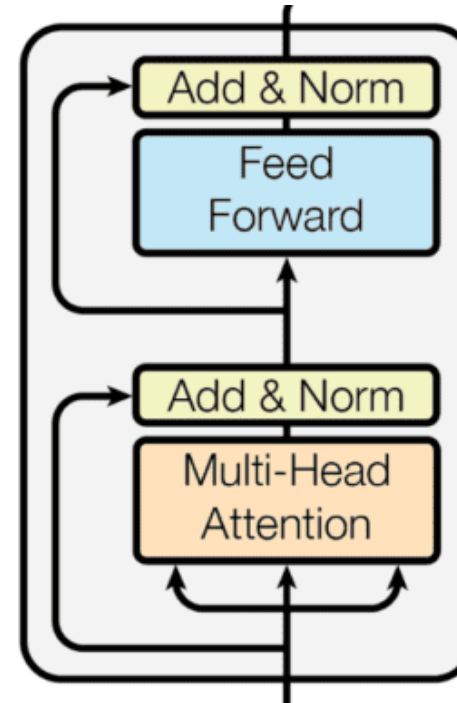 Add & Norm
Feed
Forward
Add & Norm
Multi-Head
Attention